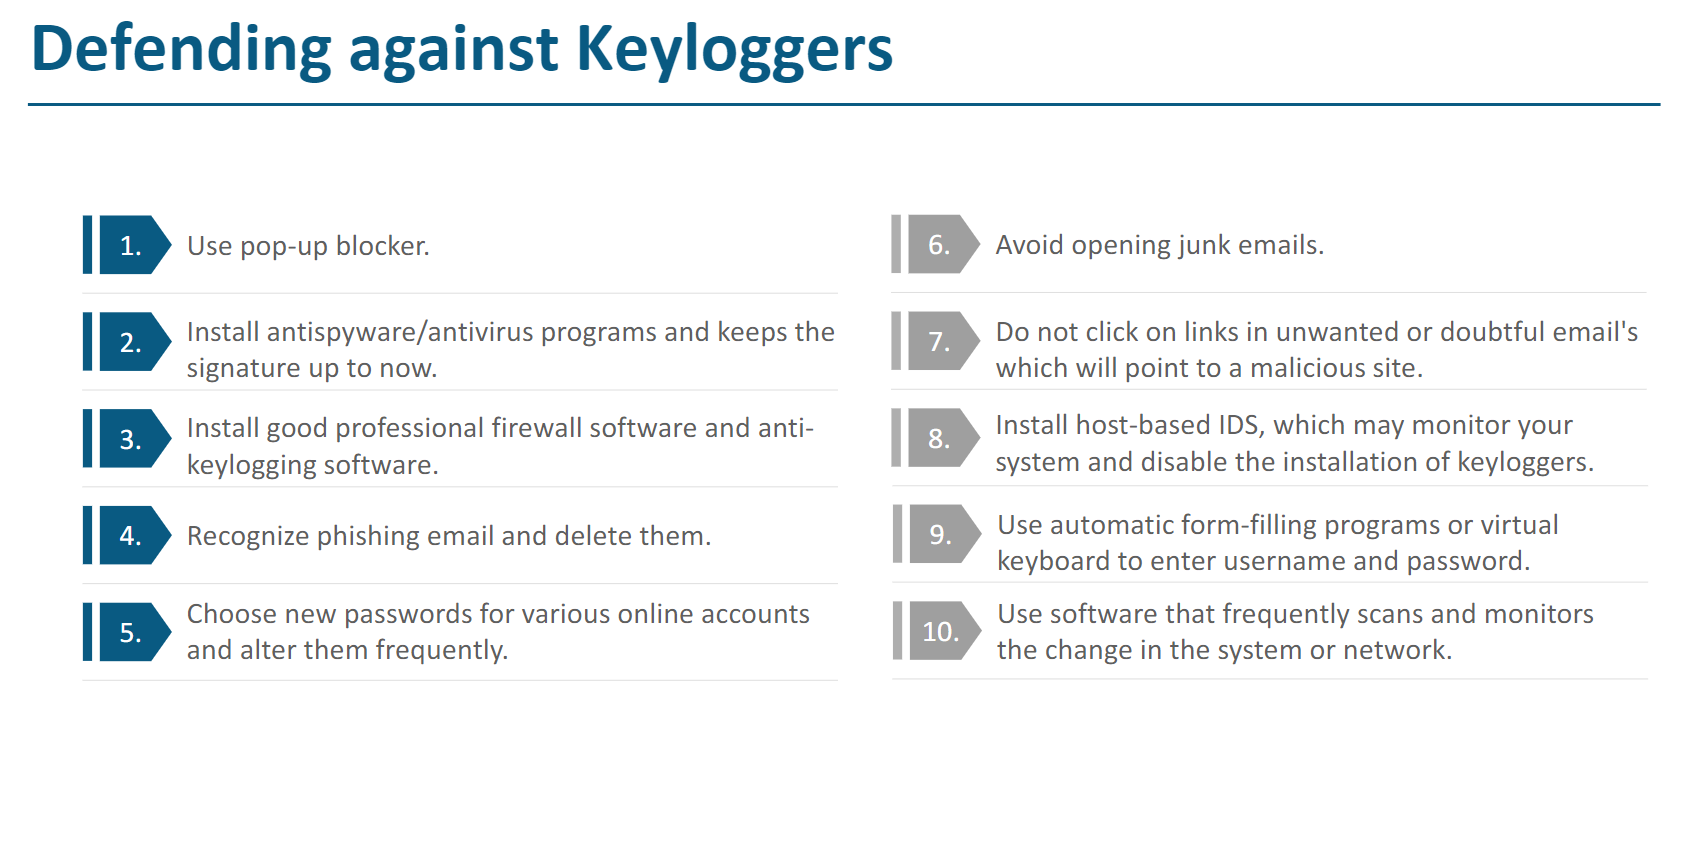 Defending against Keyloggers
1.
Use pop-up blocker.
2.
Install antispyware/antivirus programs and keeps the
signature up to now.
3.
Install good professional firewall software and anti-
keylogging software.
4.
Recognize phishing email and delete them.
5.
Choose new passwords for various online accounts
and alter them frequently.
6.
Avoid opening junk emails.
7.
Do not click on links in unwanted or doubtful email's
which will point to a malicious site.
8.
Install host-based IDS, which may monitor your
system and disable the installation of keyloggers.
9.
Use automatic form-filling programs or virtual
keyboard to enter username and password.
10.
Use software that frequently scans and monitors
the change in the system or network.